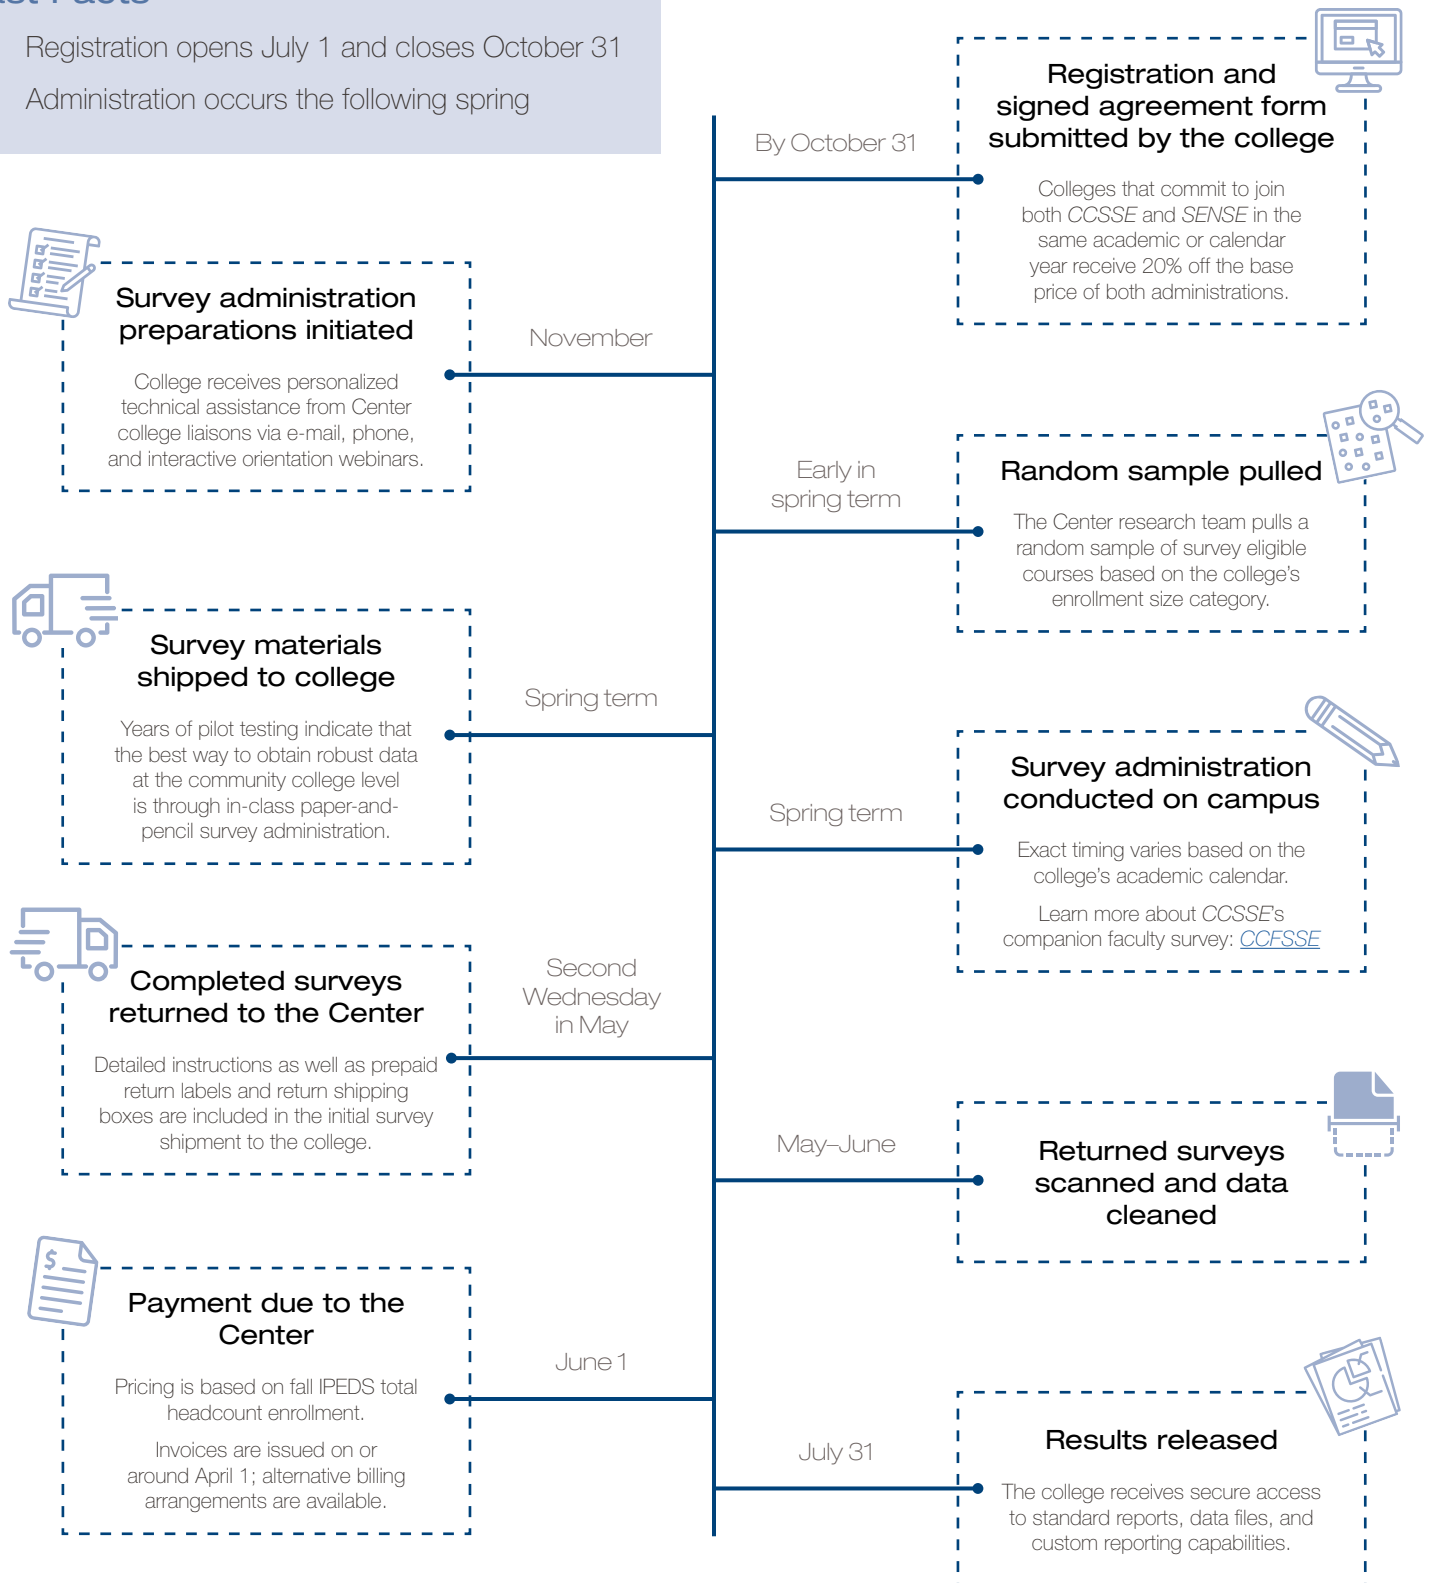 Facts
Registration opens July 1 and closes October 31
Administration occurs the following spring
By October 31
Registration and
signed agreement form
submitted by the college
Colleges that commit to join
both CCSSE and SENSE in the
same academic or calendar
year receive 20% off the base
price of both administrations.
November
Survey administration
preparations initiated
College receives personalized
technical assistance from Center
college liaisons via e-mail, phone,
and interactive orientation webinars.
Early in
spring term
Random sample pulled
The Center research team pulls a
random sample of survey eligible
courses based on the college’s
enrollment size category.
Spring term
Survey materials
shipped to college
Years of pilot testing indicate that
the best way to obtain robust data
at the community college level
is through in-class paper-and-
pencil survey administration.
Spring term
Survey administration
conducted on campus
Exact timing varies based on the
college’s academic calendar.
Learn more about CCSSE’s
companion faculty survey: CCFSSE
Second
Wednesday
in May
Completed surveys
returned to the Center
Detailed instructions as well as prepaid
return labels and return shipping
boxes are included in the initial survey
shipment to the college.
May–June
Returned surveys
scanned and data
cleaned
June 1
Payment due to the
Center
$
Pricing is based on fall IPEDS total
headcount enrollment.
Invoices are issued on or
around April 1; alternative billing
arrangements are available.
July 31
Results released
The college receives secure access
to standard reports, data files, and
custom reporting capabilities.